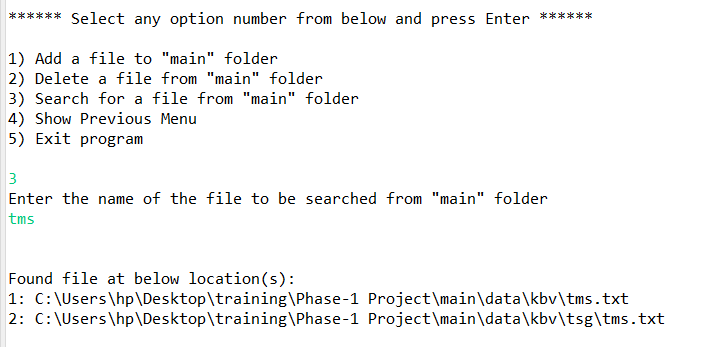 ****** Select any option number from below and press Enter ******
1) Add a file to "main" folder
2) Delete a file from "main" folder
3) Search for a file from "main" folder
4) Show Previous Menu
5) Exit program
3
Enter the name of the file to be searched from "main" folder
tms
Found file at below location(s):
1: C:\Users\hp\Desktop\training\Phase-1 Project\main\data\kbv\tms.txt
2: C:\Users\hp\Desktop\training\Phase-1 Project\main\data\kbv\tsg\tms.txt